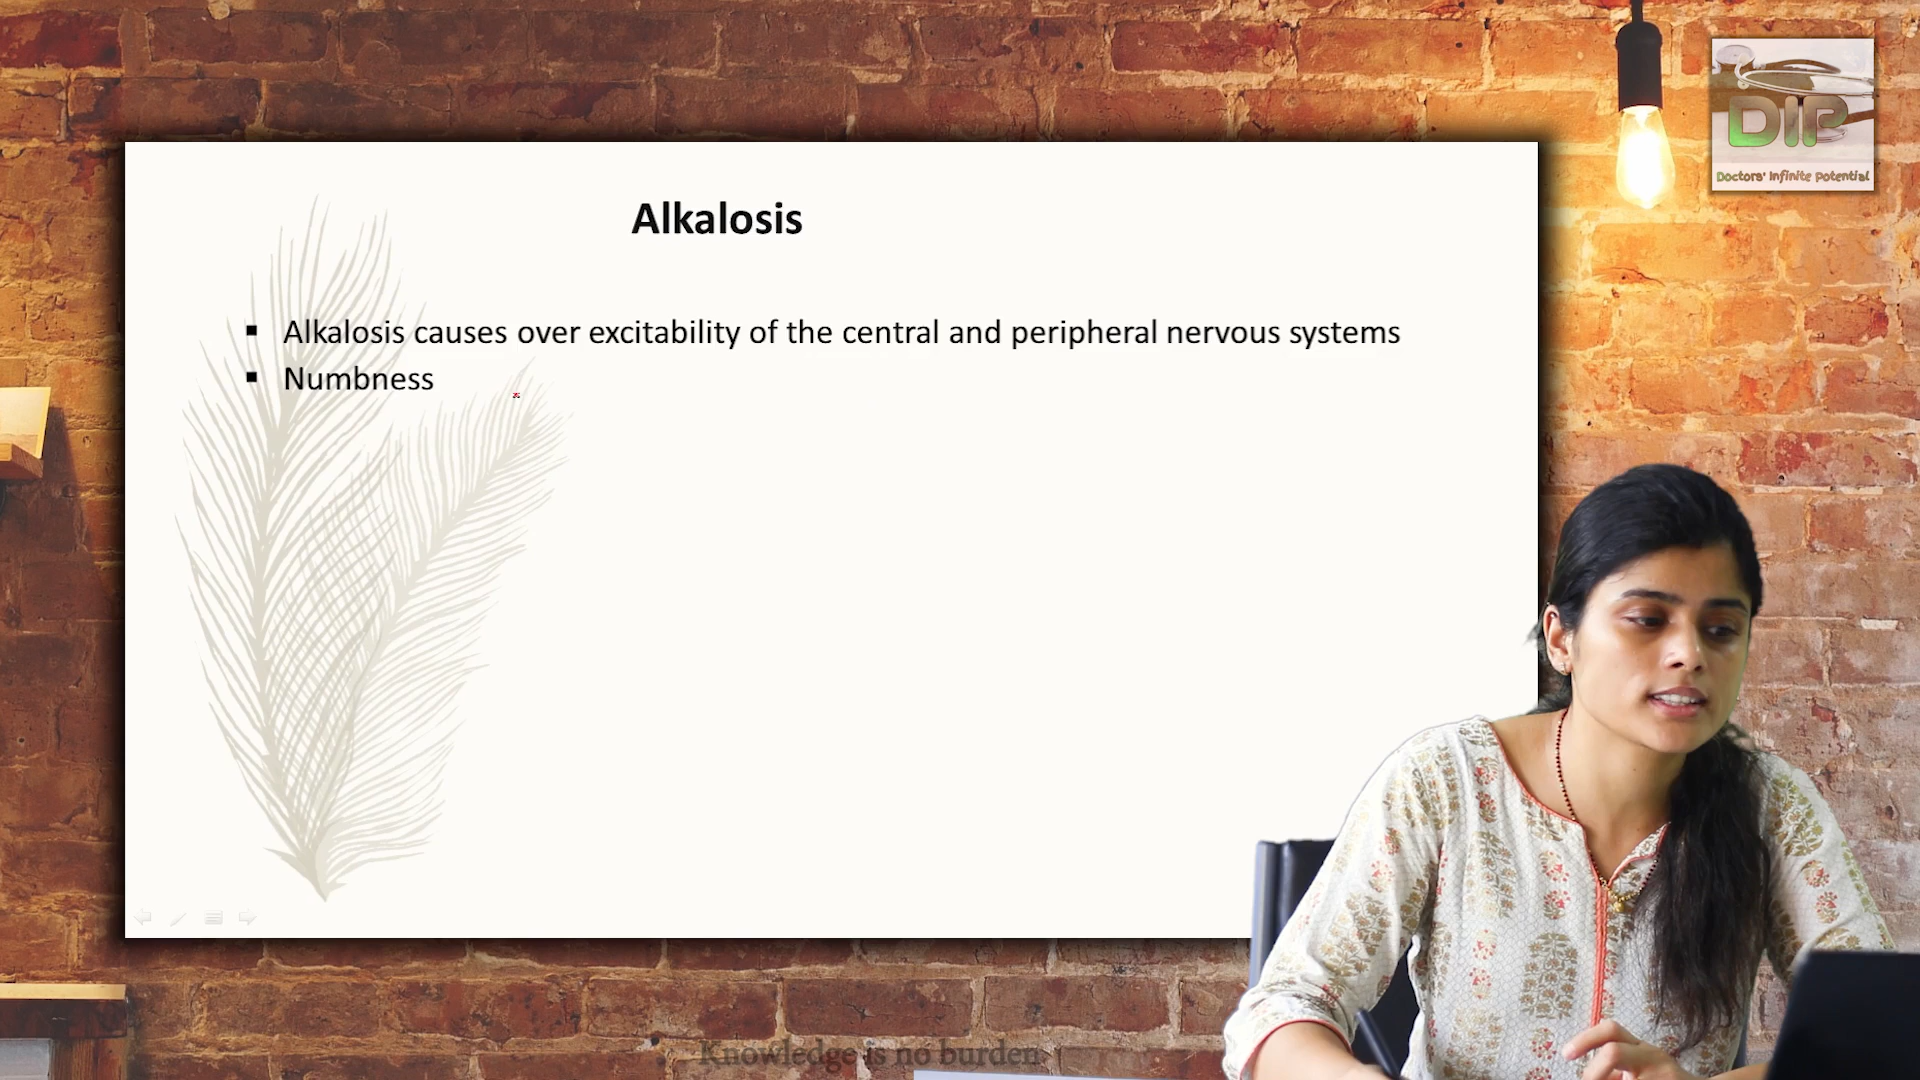 DIP
Doctors' Infinite Potential
Alkalosis
▪ Alkalosis causes over excitability of the central and peripheral nervous systems
▪ Numbness
Knowledge is no burden